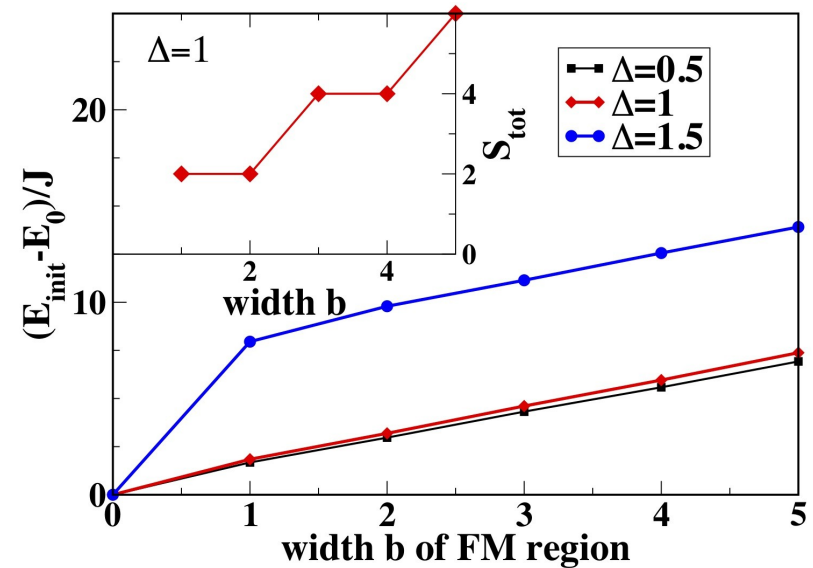 Δ=1
Δ=0.5
Δ=1
Δ=1.5
20
10
0
(E_init-E_0)/J
4
2
0
S_tot
2 4
width b
0 1 2 3 4 5
width b of FM region